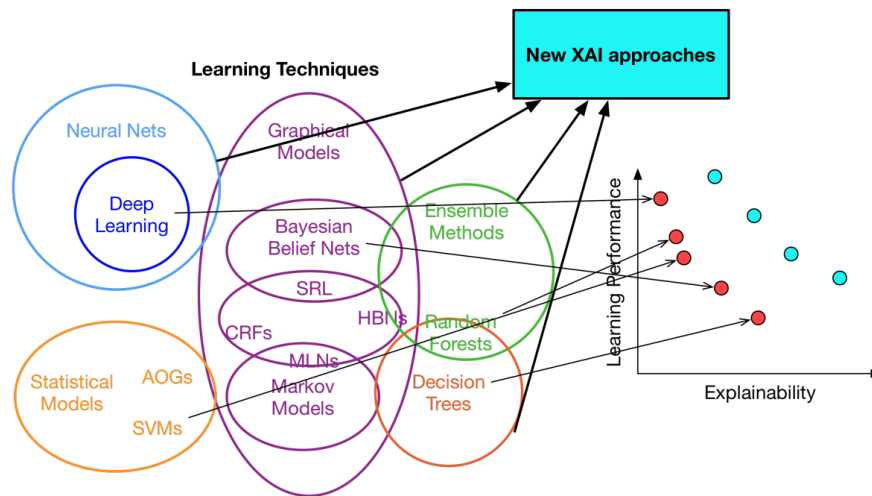 Learning Techniques
New XAI approaches
Neural Nets
Deep
Learning
Graphical
Models
Bayesian
Belief Nets
SRL
CRFs
HBNs
MLNs
Markov
Models
Ensemble
Methods
Random
Forests
Decision
Trees
Statistical
Models
AOGs
SVMs
Learning Performance
Explainability